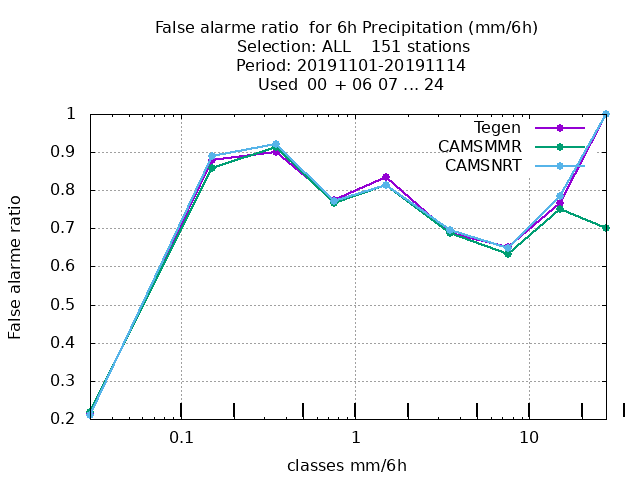 False alarme ratio  for 6h Precipitation (mm/6h)
Selection: ALL    151 stations
Period: 20191101-20191114
Used  00 + 06 07 ... 24
Tegen
CAMSMMR
CAMSNRT
1
0.9
0.8
0.7
0.6
0.5
0.4
0.3
0.2
False alarme ratio
0.1
1
10
classes mm/6h